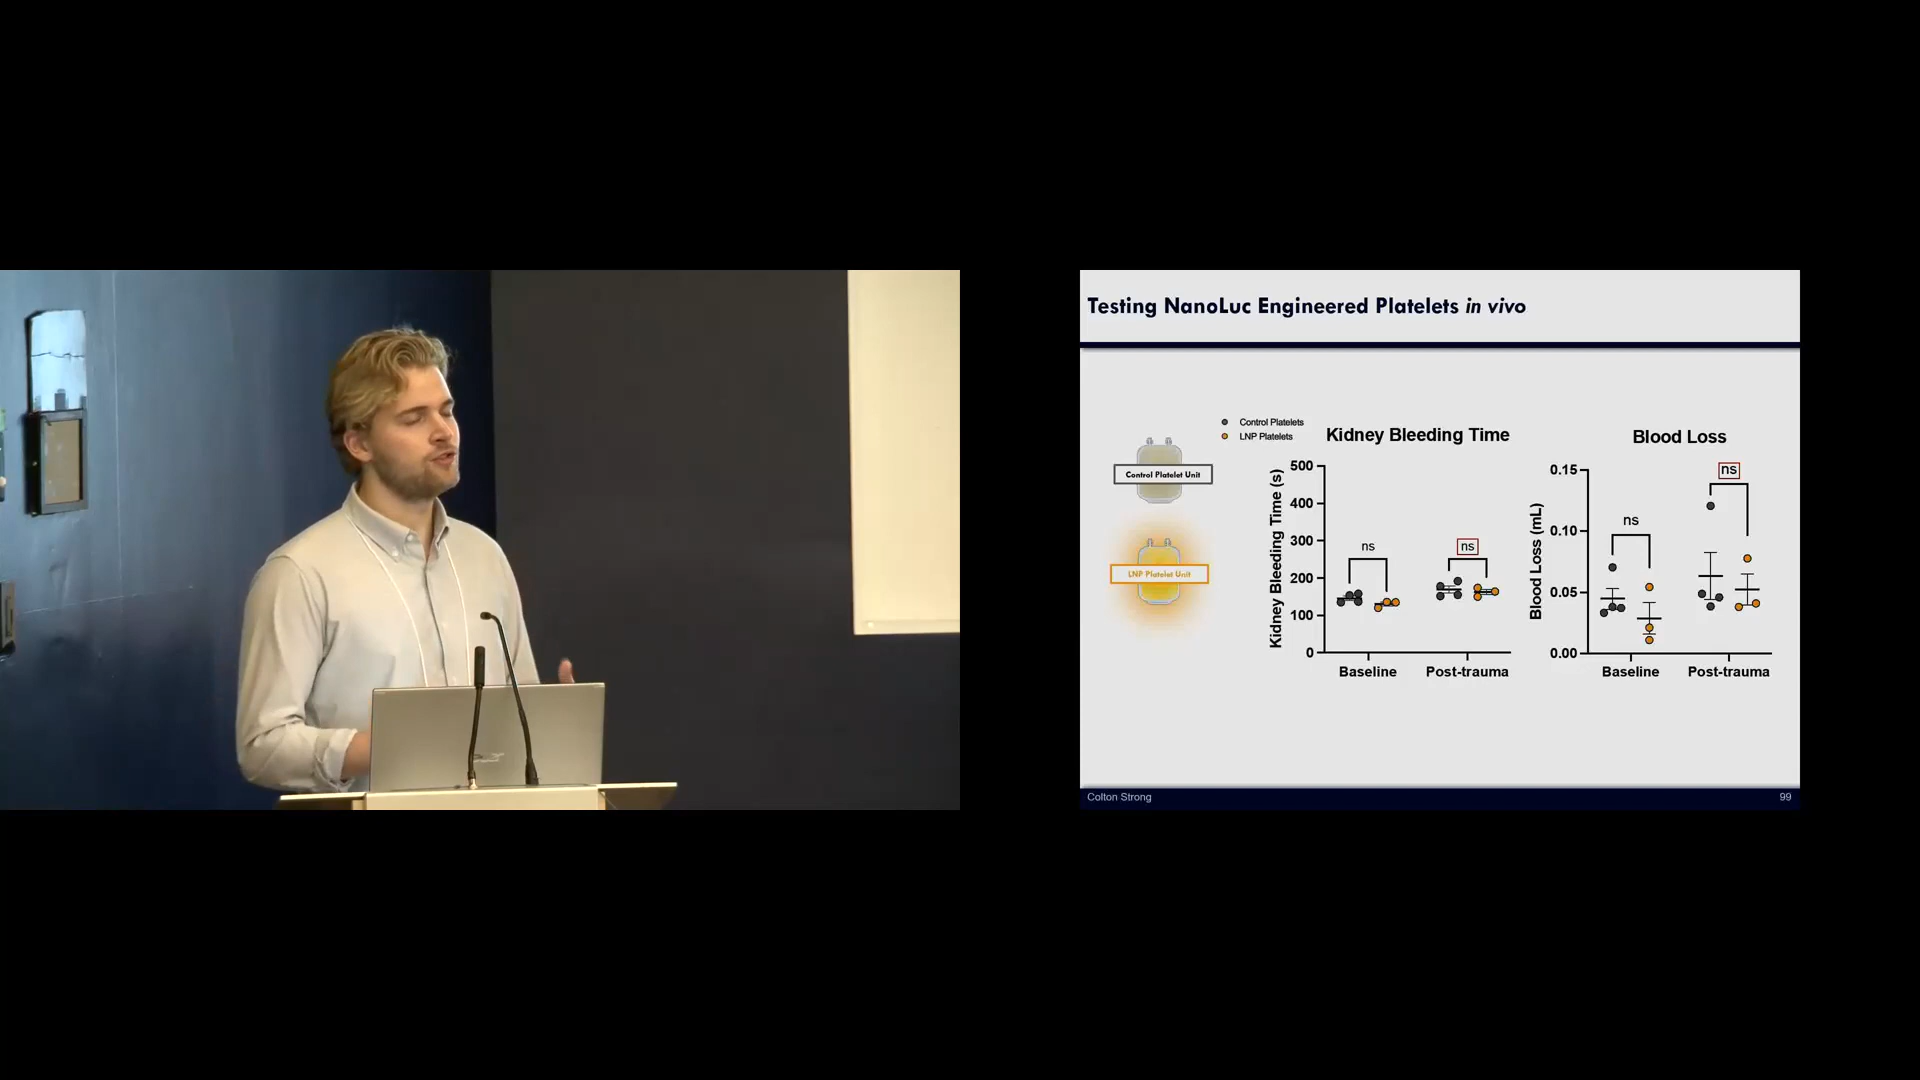 Testing NanoLuc Engineered Platelets in vivo
Control Platelets
LNP Platelets
Control Platelet Unit
LNP Platelet Unit
Kidney Bleeding Time
Kidney Bleeding Time (s)
500
400
300
200
100
0
ns
ns
Baseline
Post-trauma
Blood Loss
Blood Loss (mL)
0.15
0.10
0.05
0.00
ns
ns
Baseline
Post-trauma
Colton Strong
99